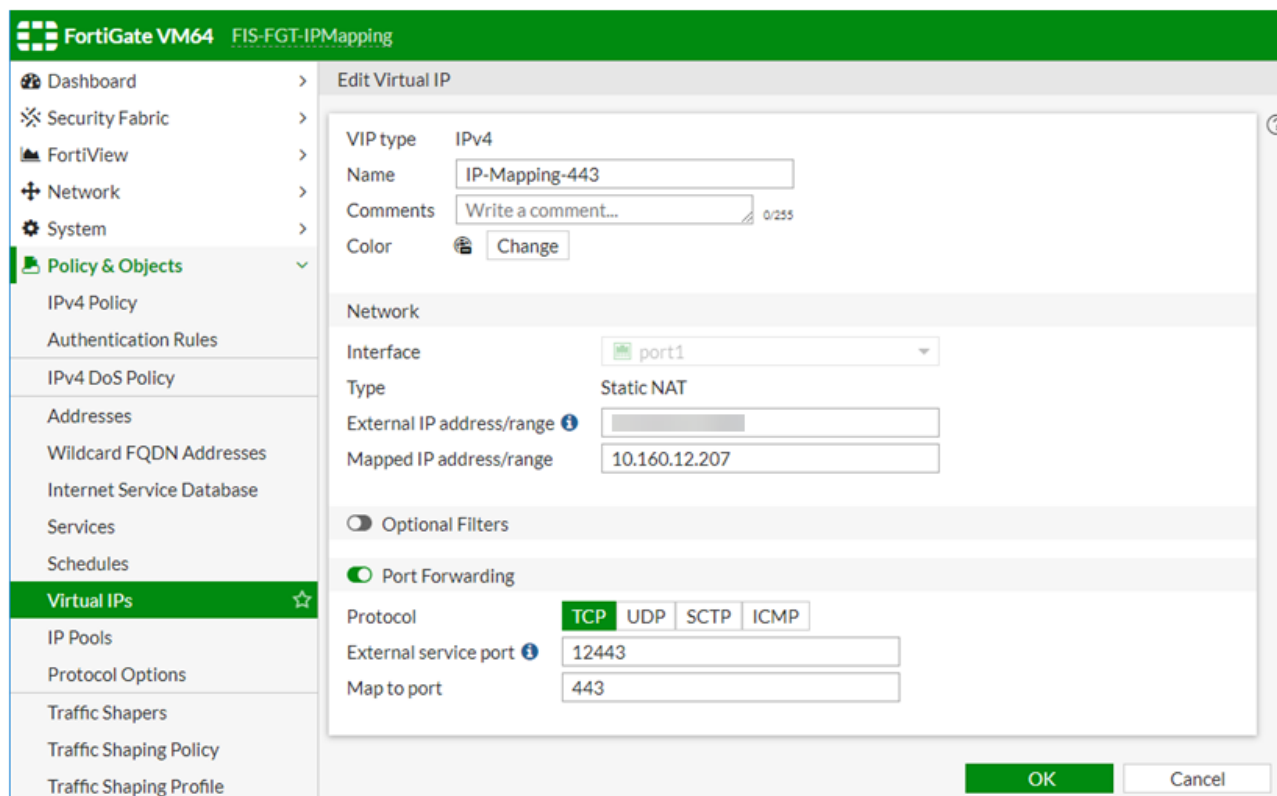 FortiGate VM64 FIS-FGT-IPMapping
Dashboard
Security Fabric
FortiView
Network
System
Policy & Objects
IPv4 Policy
Authentication Rules
IPv4 DoS Policy
Addresses
Wildcard FQDN Addresses
Internet Service Database
Services
Schedules
Virtual IPs
IP Pools
Protocol Options
Traffic Shapers
Traffic Shaping Policy
Traffic Shaping Profile
Edit Virtual IP
VIP type IPv4
Name IP-Mapping-443
Comments Write a comment... 0/255
Color Change
Network
Interface port1
Type Static NAT
External IP address/range
Mapped IP address/range 10.160.12.207
Optional Filters
Port Forwarding
Protocol TCP UDP SCTP ICMP
External service port 12443
Map to port 443
OK Cancel